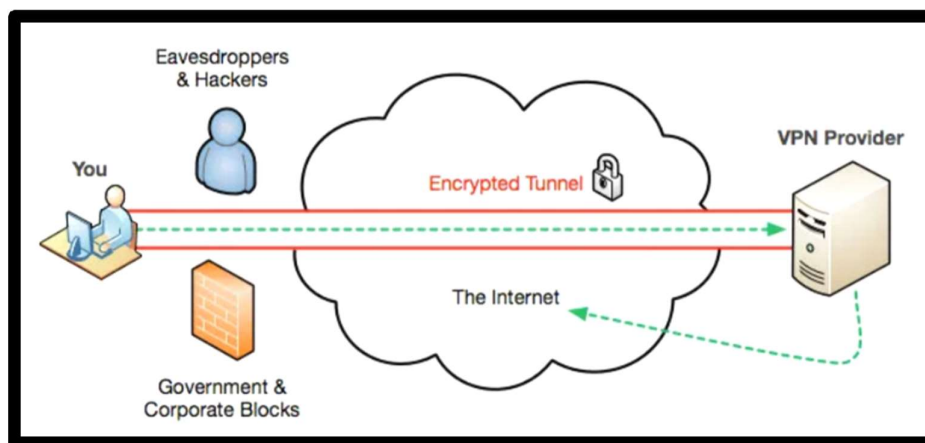 Eavesdroppers
& Hackers
VPN Provider
You
Encrypted Tunnel
The Internet
Government &
Corporate Blocks